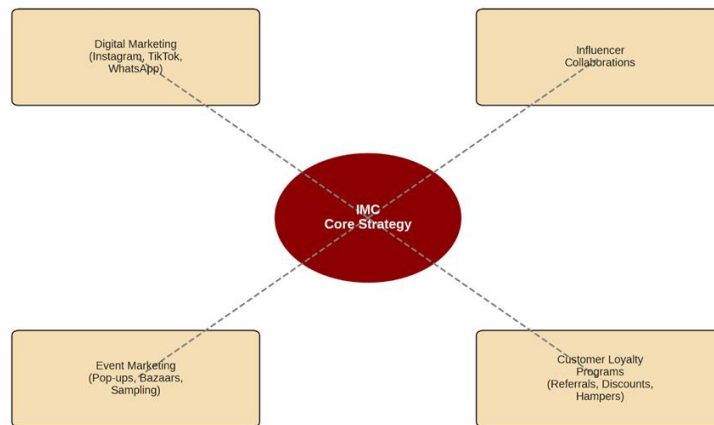 Digital Marketing
(Instagram, TikTok,
WhatsApp)
Influencer
Collaborations
IMC
Core Strategy
Event Marketing
(Pop-ups, Bazaars,
Sampling)
Customer Loyalty
Programs
(Referrals, Discounts,
Hampers)